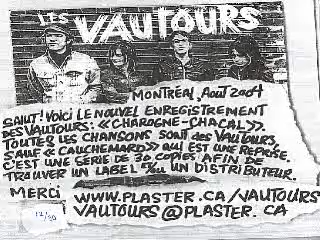 LES
VAUTOURS
MONTRÉAL, AOUT 2004
SALUT! VOICI LE NOUVEL ENREGISTREMENT
DES VAUTOURS: «CHAROGNE-CHACAL».
TOUTES LES CHANSONS SONT DES VAUTOURS,
SAUF "CAUCHEMARD" QUI EST UNE REPRISE.
C'EST UNE SÉRIE DE 30 COPIES AFIN DE
TROUVER UN LABEL &/ou UN DISTRIBUTEUR.
MERCI
WWW.PLASTER.CA/VAUTOURS
VAUTOURS@PLASTER.CA
12/30